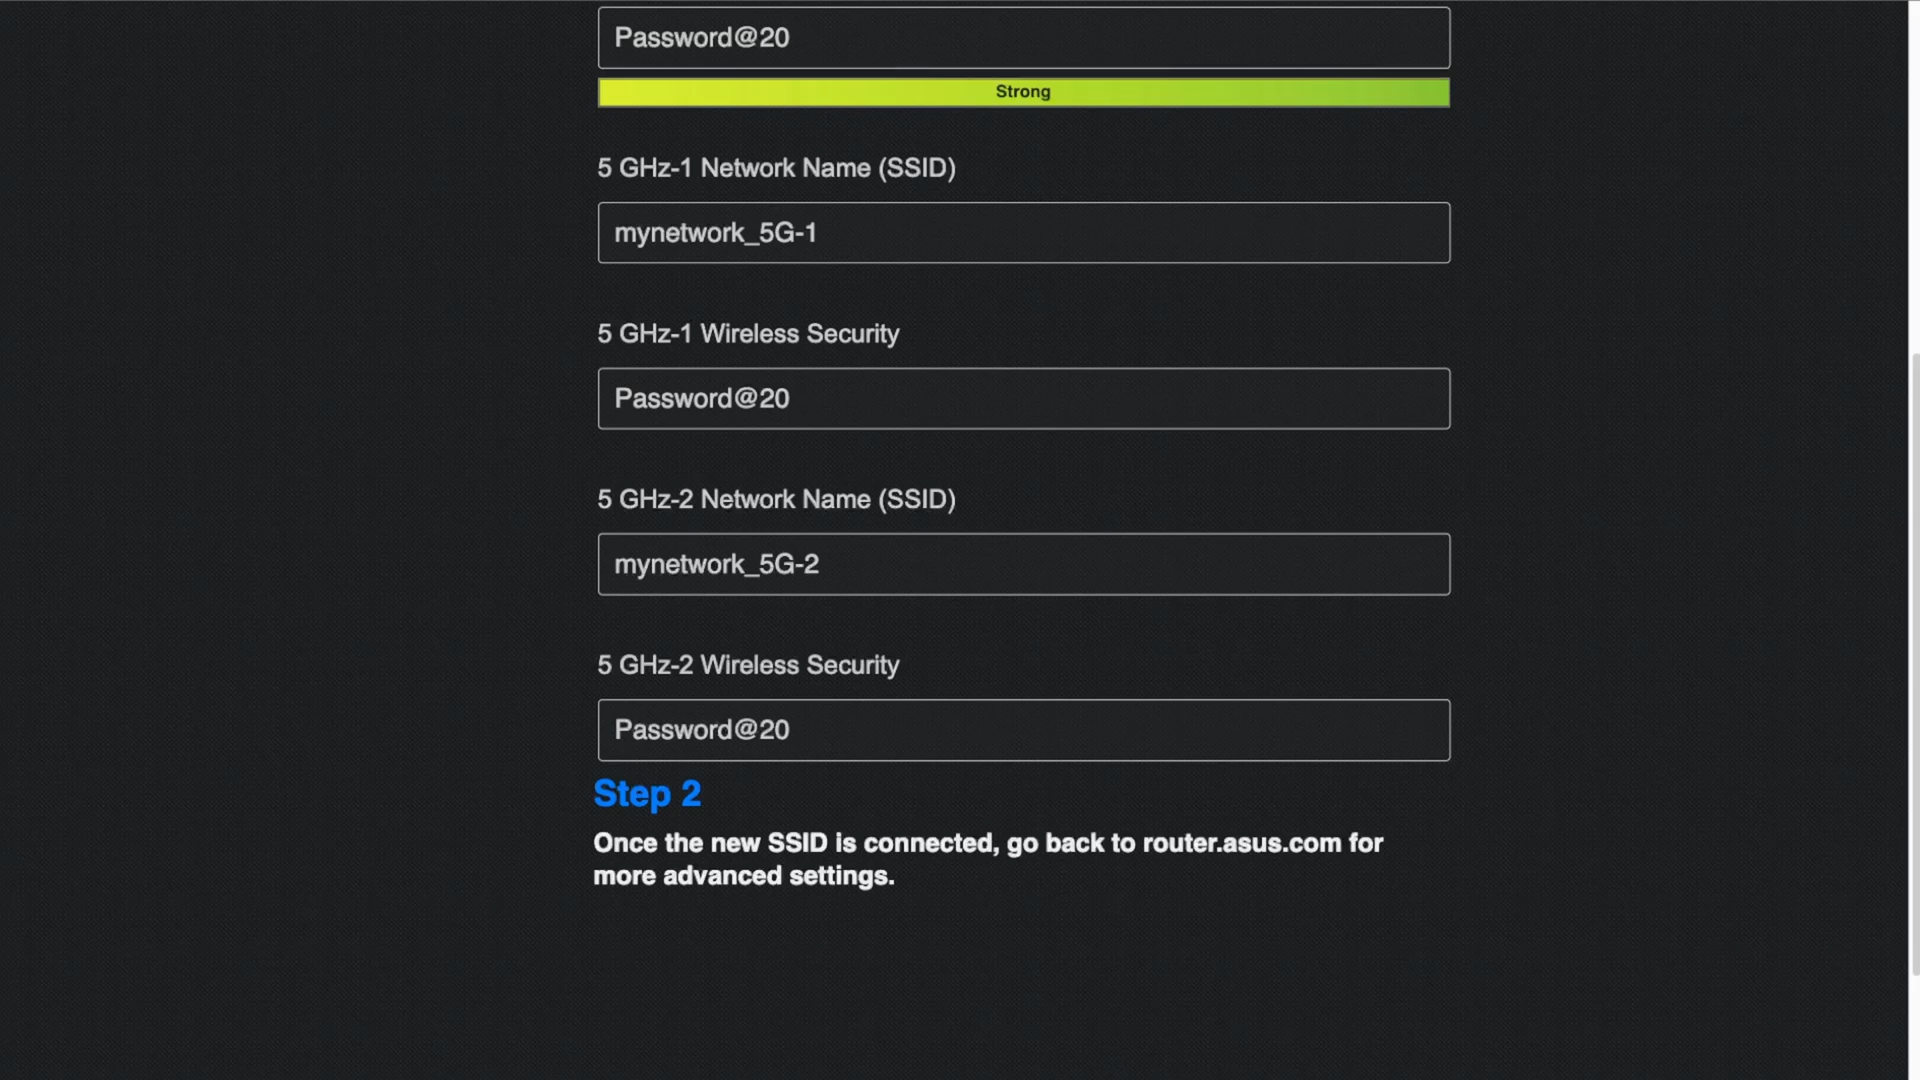 Password@20
Strong
5 GHz-1 Network Name (SSID)
mynetwork_5G-1
5 GHz-1 Wireless Security
Password@20
5 GHz-2 Network Name (SSID)
mynetwork_5G-2
5 GHz-2 Wireless Security
Password@20
Step 2
Once the new SSID is connected, go back to router.asus.com for
more advanced settings.